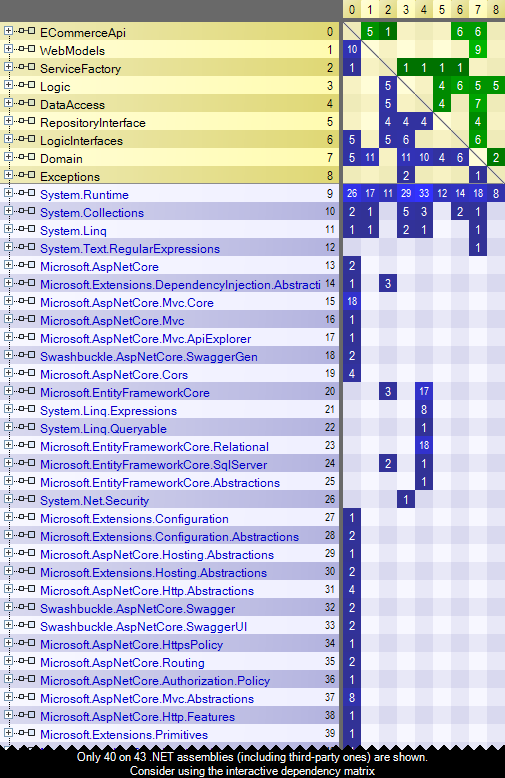 0 1 2 3 4 5 6 7 8
ECommerceApi 0 5 1 6 6
WebModels 1 10 9
ServiceFactory 2 1 1 1 1 1
Logic 3 5 4 6 5 5
DataAccess 4 5 4 7
RepositoryInterface 5 4 4 4 4
LogicInterfaces 6 5 5 6 6
Domain 7 5 11 11 10 4 6 2
Exceptions 8 2 1
System.Runtime 9 26 17 11 29 33 12 14 18 8
System.Collections 10 2 1 5 3 2 1
System.Linq 11 1 1 2 1 1
System.Text.RegularExpressions 12 1
Microsoft.AspNetCore 13 2
Microsoft.Extensions.DependencyInjection.Abstracti 14 1 3
Microsoft.AspNetCore.Mvc.Core 15 18
Microsoft.AspNetCore.Mvc 16 1
Microsoft.AspNetCore.Mvc.ApiExplorer 17 1
Swashbuckle.AspNetCore.SwaggerGen 18 2
Microsoft.AspNetCore.Cors 19 4
Microsoft.EntityFrameworkCore 20 3 17
System.Linq.Expressions 21 8
System.Linq.Queryable 22 1
Microsoft.EntityFrameworkCore.Relational 23 18
Microsoft.EntityFrameworkCore.SqlServer 24 2 1
Microsoft.EntityFrameworkCore.Abstractions 25 1
System.Net.Security 26 1
Microsoft.Extensions.Configuration 27 1
Microsoft.Extensions.Configuration.Abstractions 28 2
Microsoft.AspNetCore.Hosting.Abstractions 29 1
Microsoft.Extensions.Hosting.Abstractions 30 2
Microsoft.AspNetCore.Http.Abstractions 31 4
Swashbuckle.AspNetCore.Swagger 32 2
Swashbuckle.AspNetCore.SwaggerUI 33 2
Microsoft.AspNetCore.HttpsPolicy 34 1
Microsoft.AspNetCore.Routing 35 2
Microsoft.AspNetCore.Authorization.Policy 36 1
Microsoft.AspNetCore.Mvc.Abstractions 37 8
Microsoft.AspNetCore.Http.Features 38 1
Microsoft.Extensions.Primitives 39 1
Only 40 on 43 .NET assemblies (including third-party ones) are shown.
Consider using the interactive dependency matrix